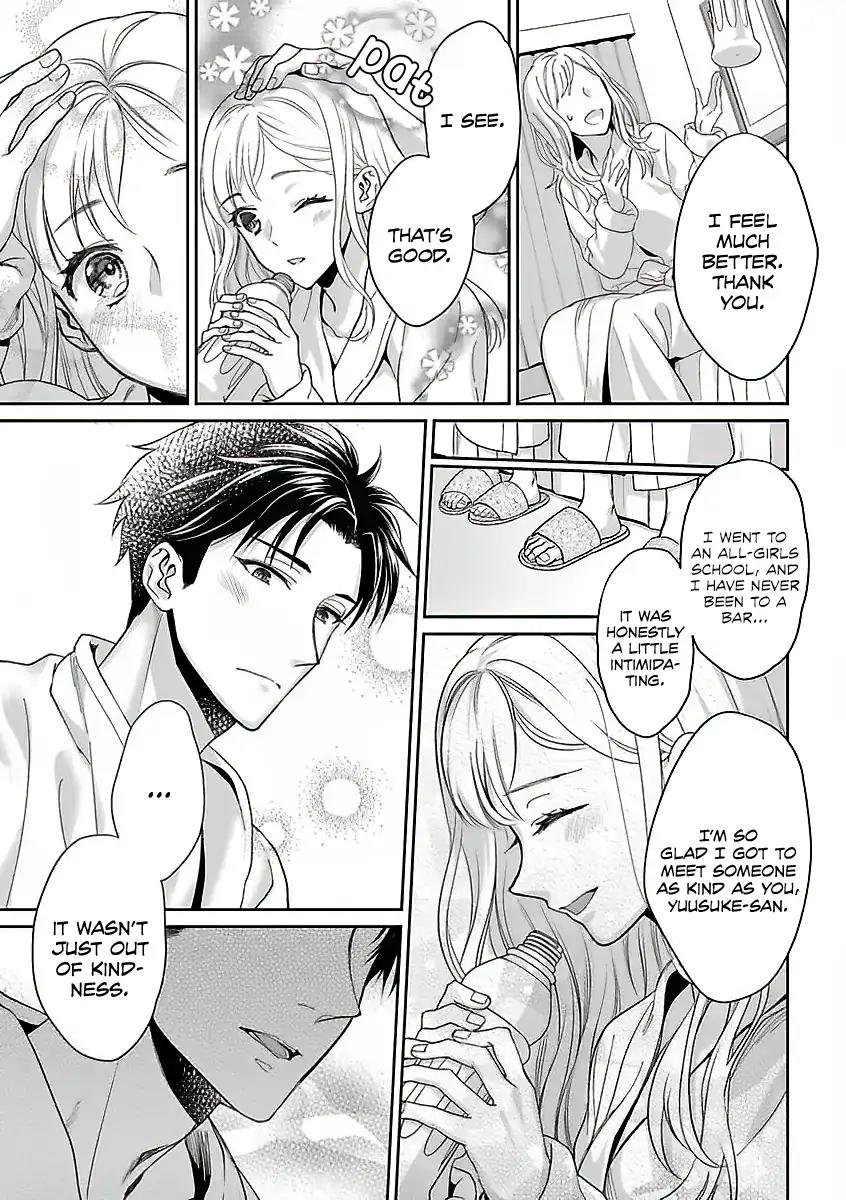 I FEEL
MUCH
BETTER.
THANK
YOU.
pat
I SEE.
THAT'S
GOOD.
I WENT TO
AN ALL-GIRLS
SCHOOL, AND
I HAVE NEVER
BEEN TO A
BAR...
IT WAS
HONESTLY
A LITTLE
INTIMIDA-
TING.
I'M SO
GLAD I GOT TO
MEET SOMEONE
AS KIND AS YOU,
YUUSUKE-SAN.
...
IT WASN'T
JUST OUT
OF KIND-
NESS.